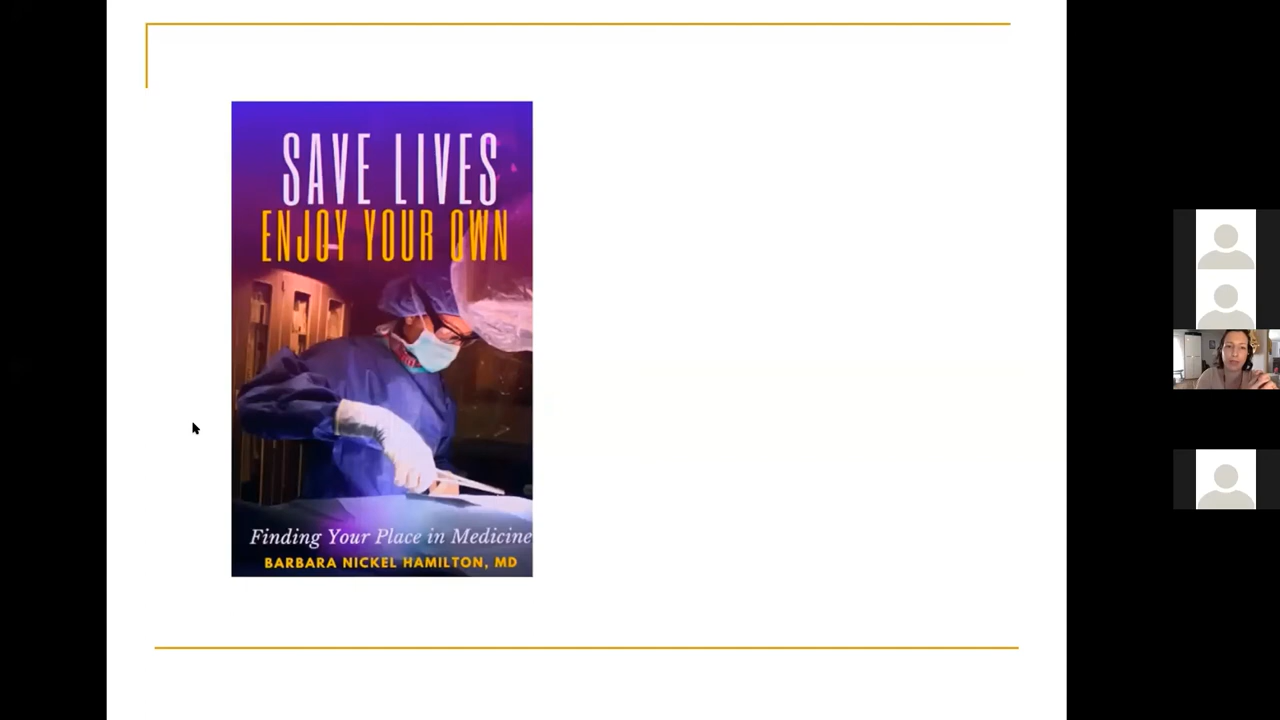 SAVE LIVES
ENJOY YOUR OWN
Finding Your Place in Medicine
BARBARA NICKEL HAMILTON, MD